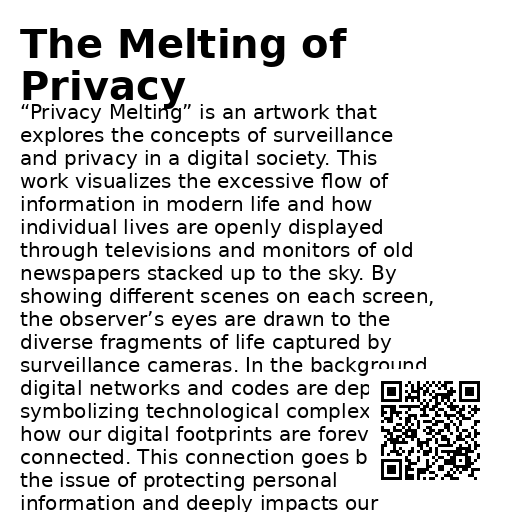 The Melting of
Privacy
“Privacy Melting” is an artwork that
explores the concepts of surveillance
and privacy in a digital society. This
work visualizes the excessive flow of
information in modern life and how
individual lives are openly displayed
through televisions and monitors of old
newspapers stacked up to the sky. By
showing different scenes on each screen,
the observer’s eyes are drawn to the
diverse fragments of life captured by
surveillance cameras. In the background
digital networks and codes are dep
symbolizing technological complex
how our digital footprints are forev
connected. This connection goes b
the issue of protecting personal
information and deeply impacts our